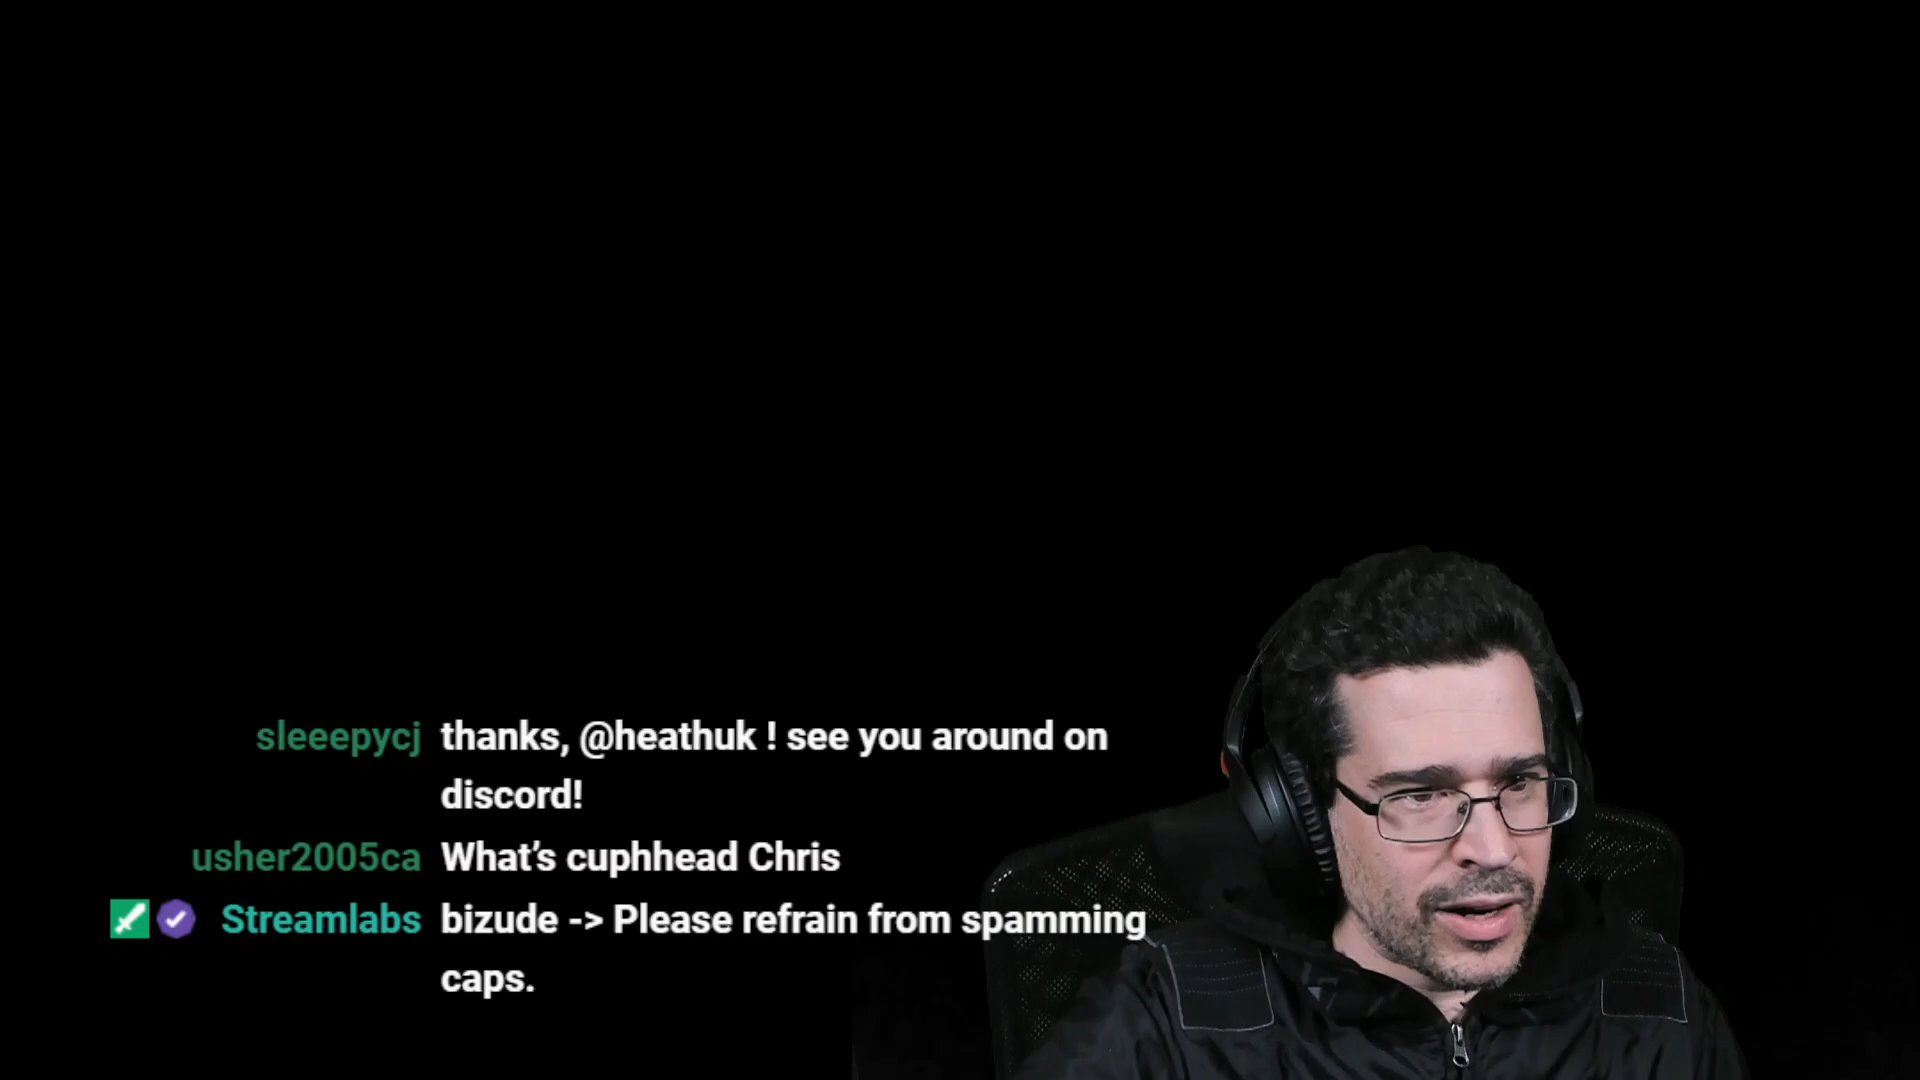 sleeepycj thanks, @heathuk ! see you around on
discord!
usher2005ca What’s cuphhead Chris
Streamlabs bizude -> Please refrain from spamming
caps.